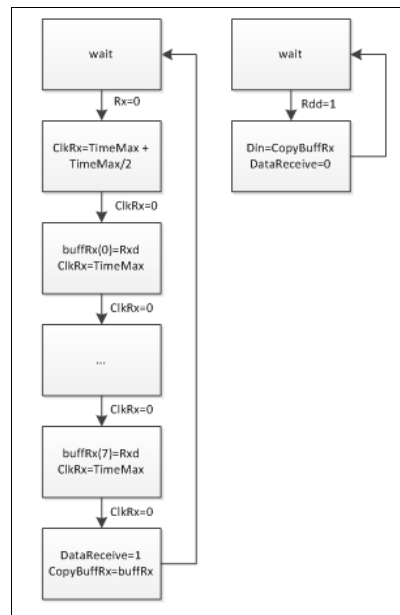 wait
Rx=0
ClkRx=TimeMax +
TimeMax/2
ClkRx=0
buffRx(0)=Rxd
ClkRx=TimeMax
ClkRx=0
...
ClkRx=0
buffRx(7)=Rxd
ClkRx=TimeMax
ClkRx=0
DataReceive=1
CopyBuffRx=buffRx
wait
Rdd=1
Din=CopyBuffRx
DataReceive=0